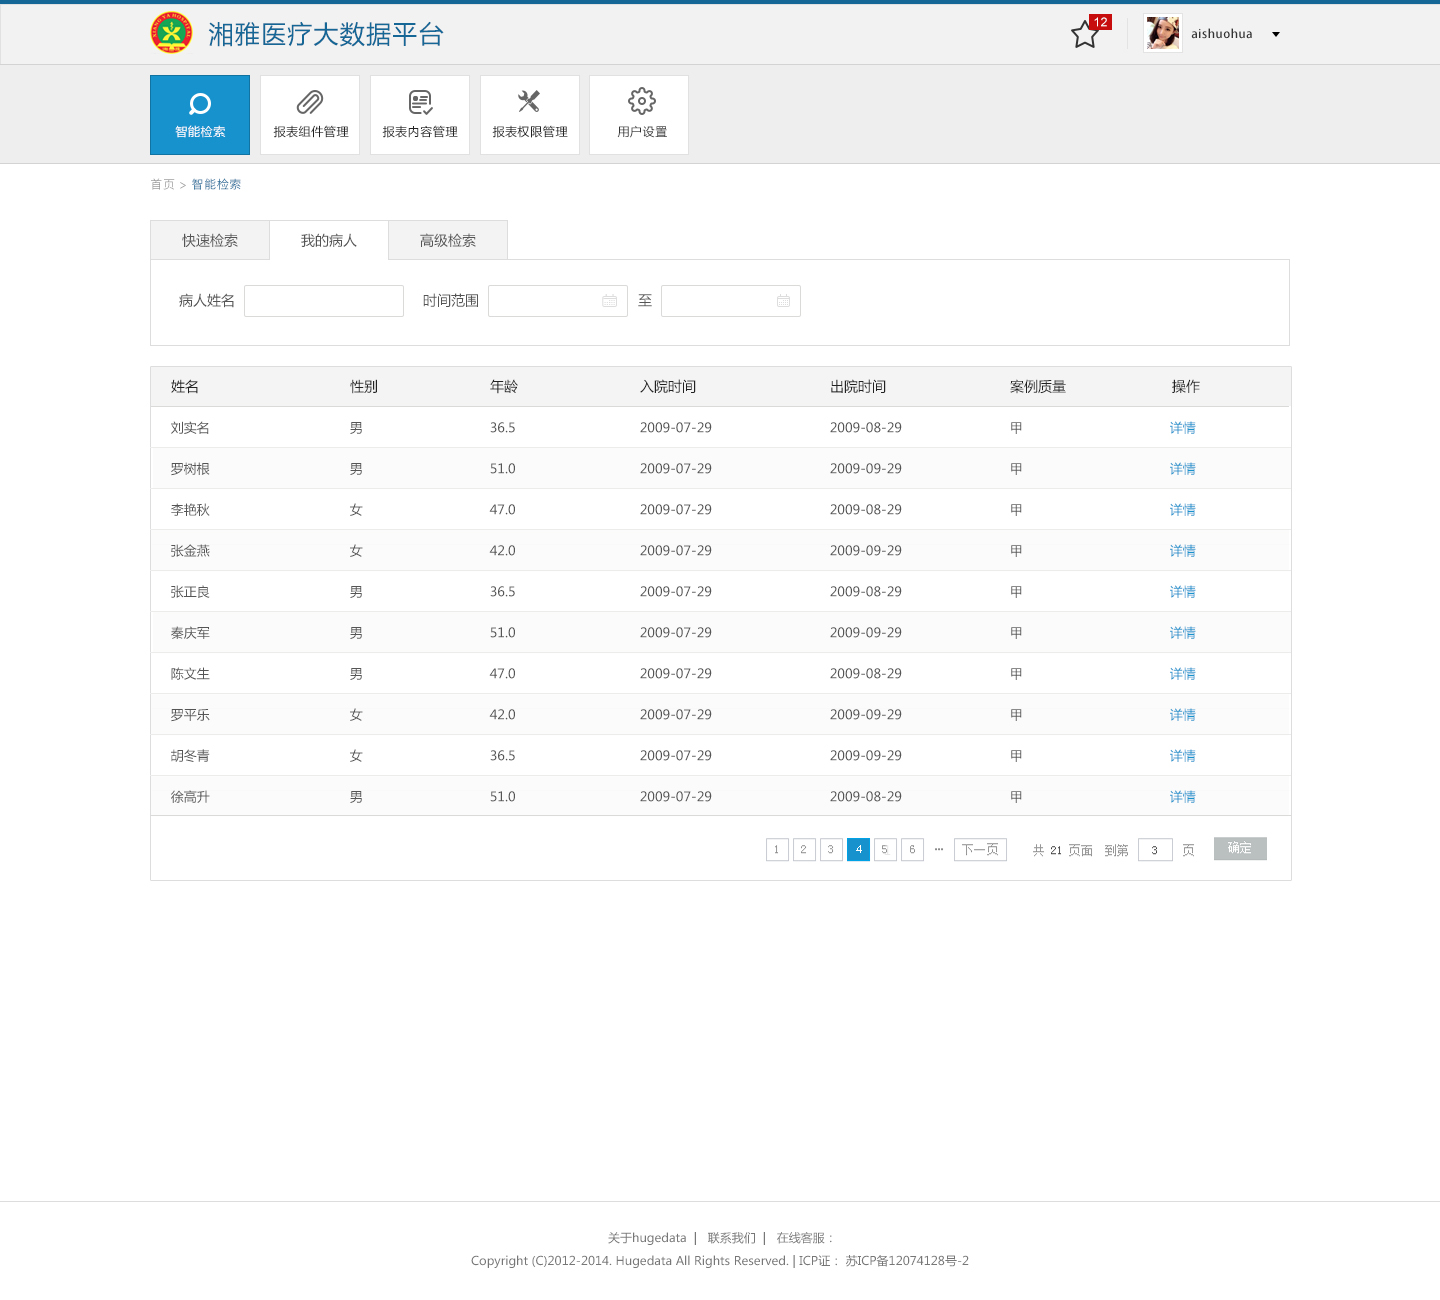 湘雅医疗大数据平台
12
aishuohua
智能检索 报表组件管理 报表内容管理 报表权限管理 用户设置
首页 > 智能检索
快速检索 我的病人 高级检索
病人姓名 时间范围 至
姓名 性别 年龄 入院时间 出院时间 案例质量 操作
刘实名 男 36.5 2009-07-29 2009-08-29 甲 详情
罗树根 男 51.0 2009-07-29 2009-09-29 甲 详情
李艳秋 女 47.0 2009-07-29 2009-08-29 甲 详情
张金燕 女 42.0 2009-07-29 2009-09-29 甲 详情
张正良 男 36.5 2009-07-29 2009-08-29 甲 详情
秦庆军 男 51.0 2009-07-29 2009-09-29 甲 详情
陈文生 男 47.0 2009-07-29 2009-08-29 甲 详情
罗平乐 女 42.0 2009-07-29 2009-09-29 甲 详情
胡冬青 女 36.5 2009-07-29 2009-09-29 甲 详情
徐高升 男 51.0 2009-07-29 2009-08-29 甲 详情
1 2 3 4 5 6 ··· 下一页 共 21 页面 到第 3 页 确定
关于hugedata | 联系我们 | 在线客服：
Copyright (C)2012-2014. Hugedata All Rights Reserved. | ICP证： 苏ICP备12074128号-2